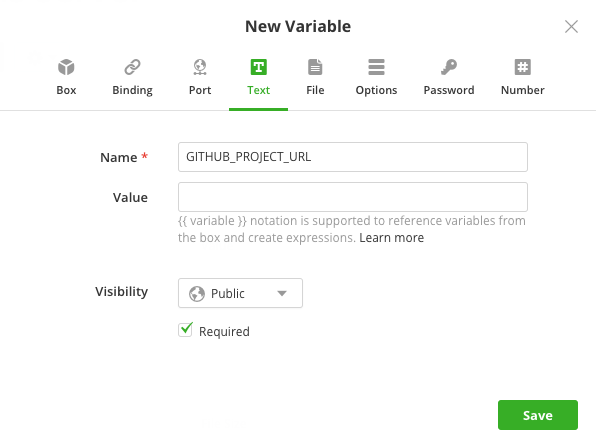 New Variable
Box Binding Port Text File Options Password Number
Name *
GITHUB_PROJECT_URL
Value
{{ variable }} notation is supported to reference variables from
the box and create expressions. Learn more
Visibility
Public
Required
Save